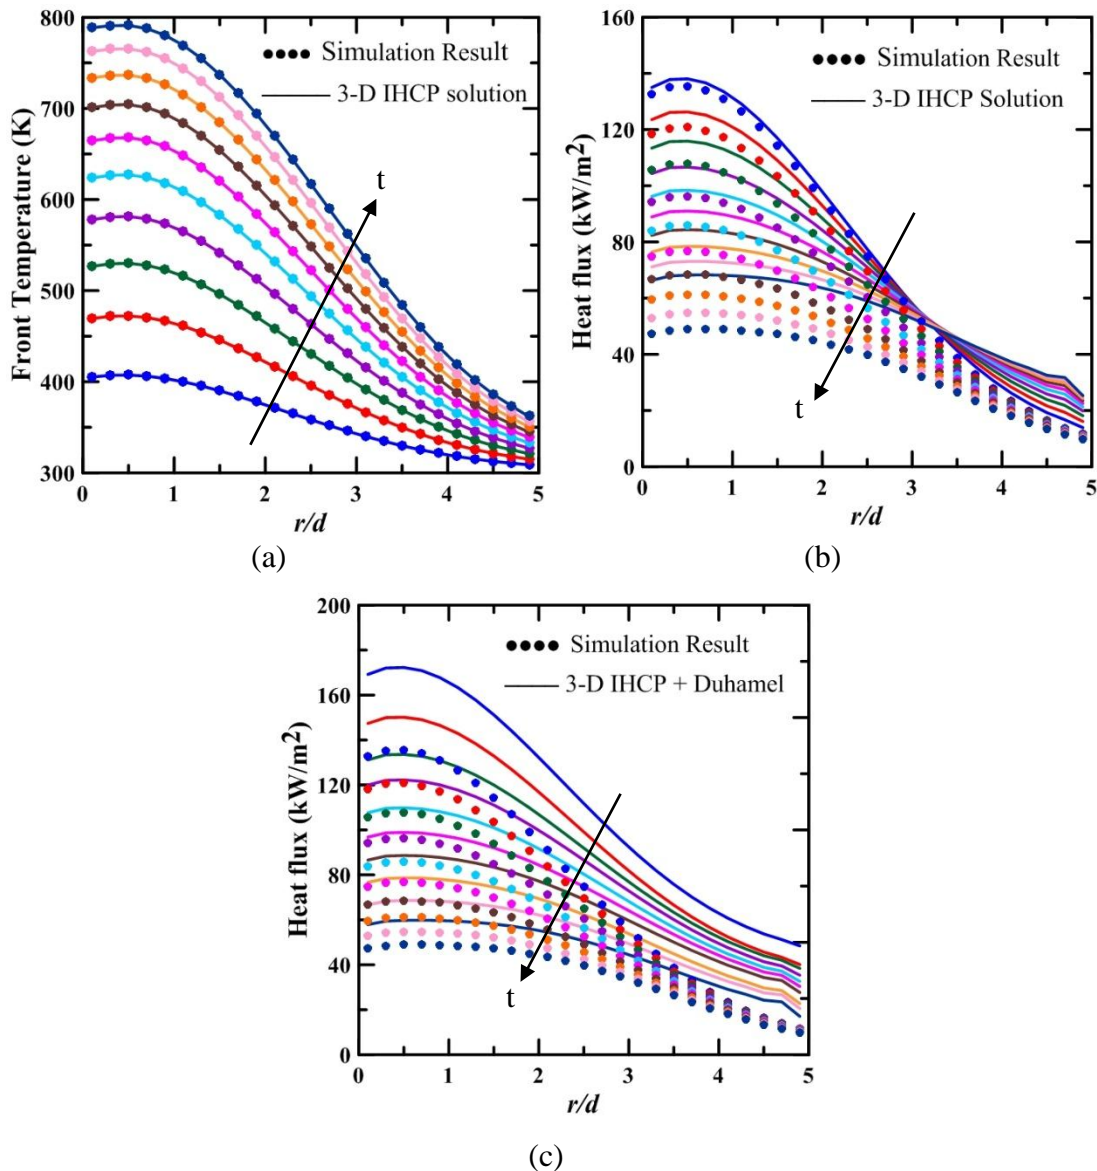 800
700
600
500
400
300
Front Temperature (K)
Simulation Result
3-D IHCP solution
t
0 1 2 3 4 5
r/d
(a)
160
120
80
40
0
Heat flux (kW/m²)
Simulation Result
3-D IHCP Solution
t
0 1 2 3 4 5
r/d
(b)
200
160
120
80
40
0
Heat flux (kW/m²)
Simulation Result
3-D IHCP + Duhamel
t
0 1 2 3 4 5
r/d
(c)